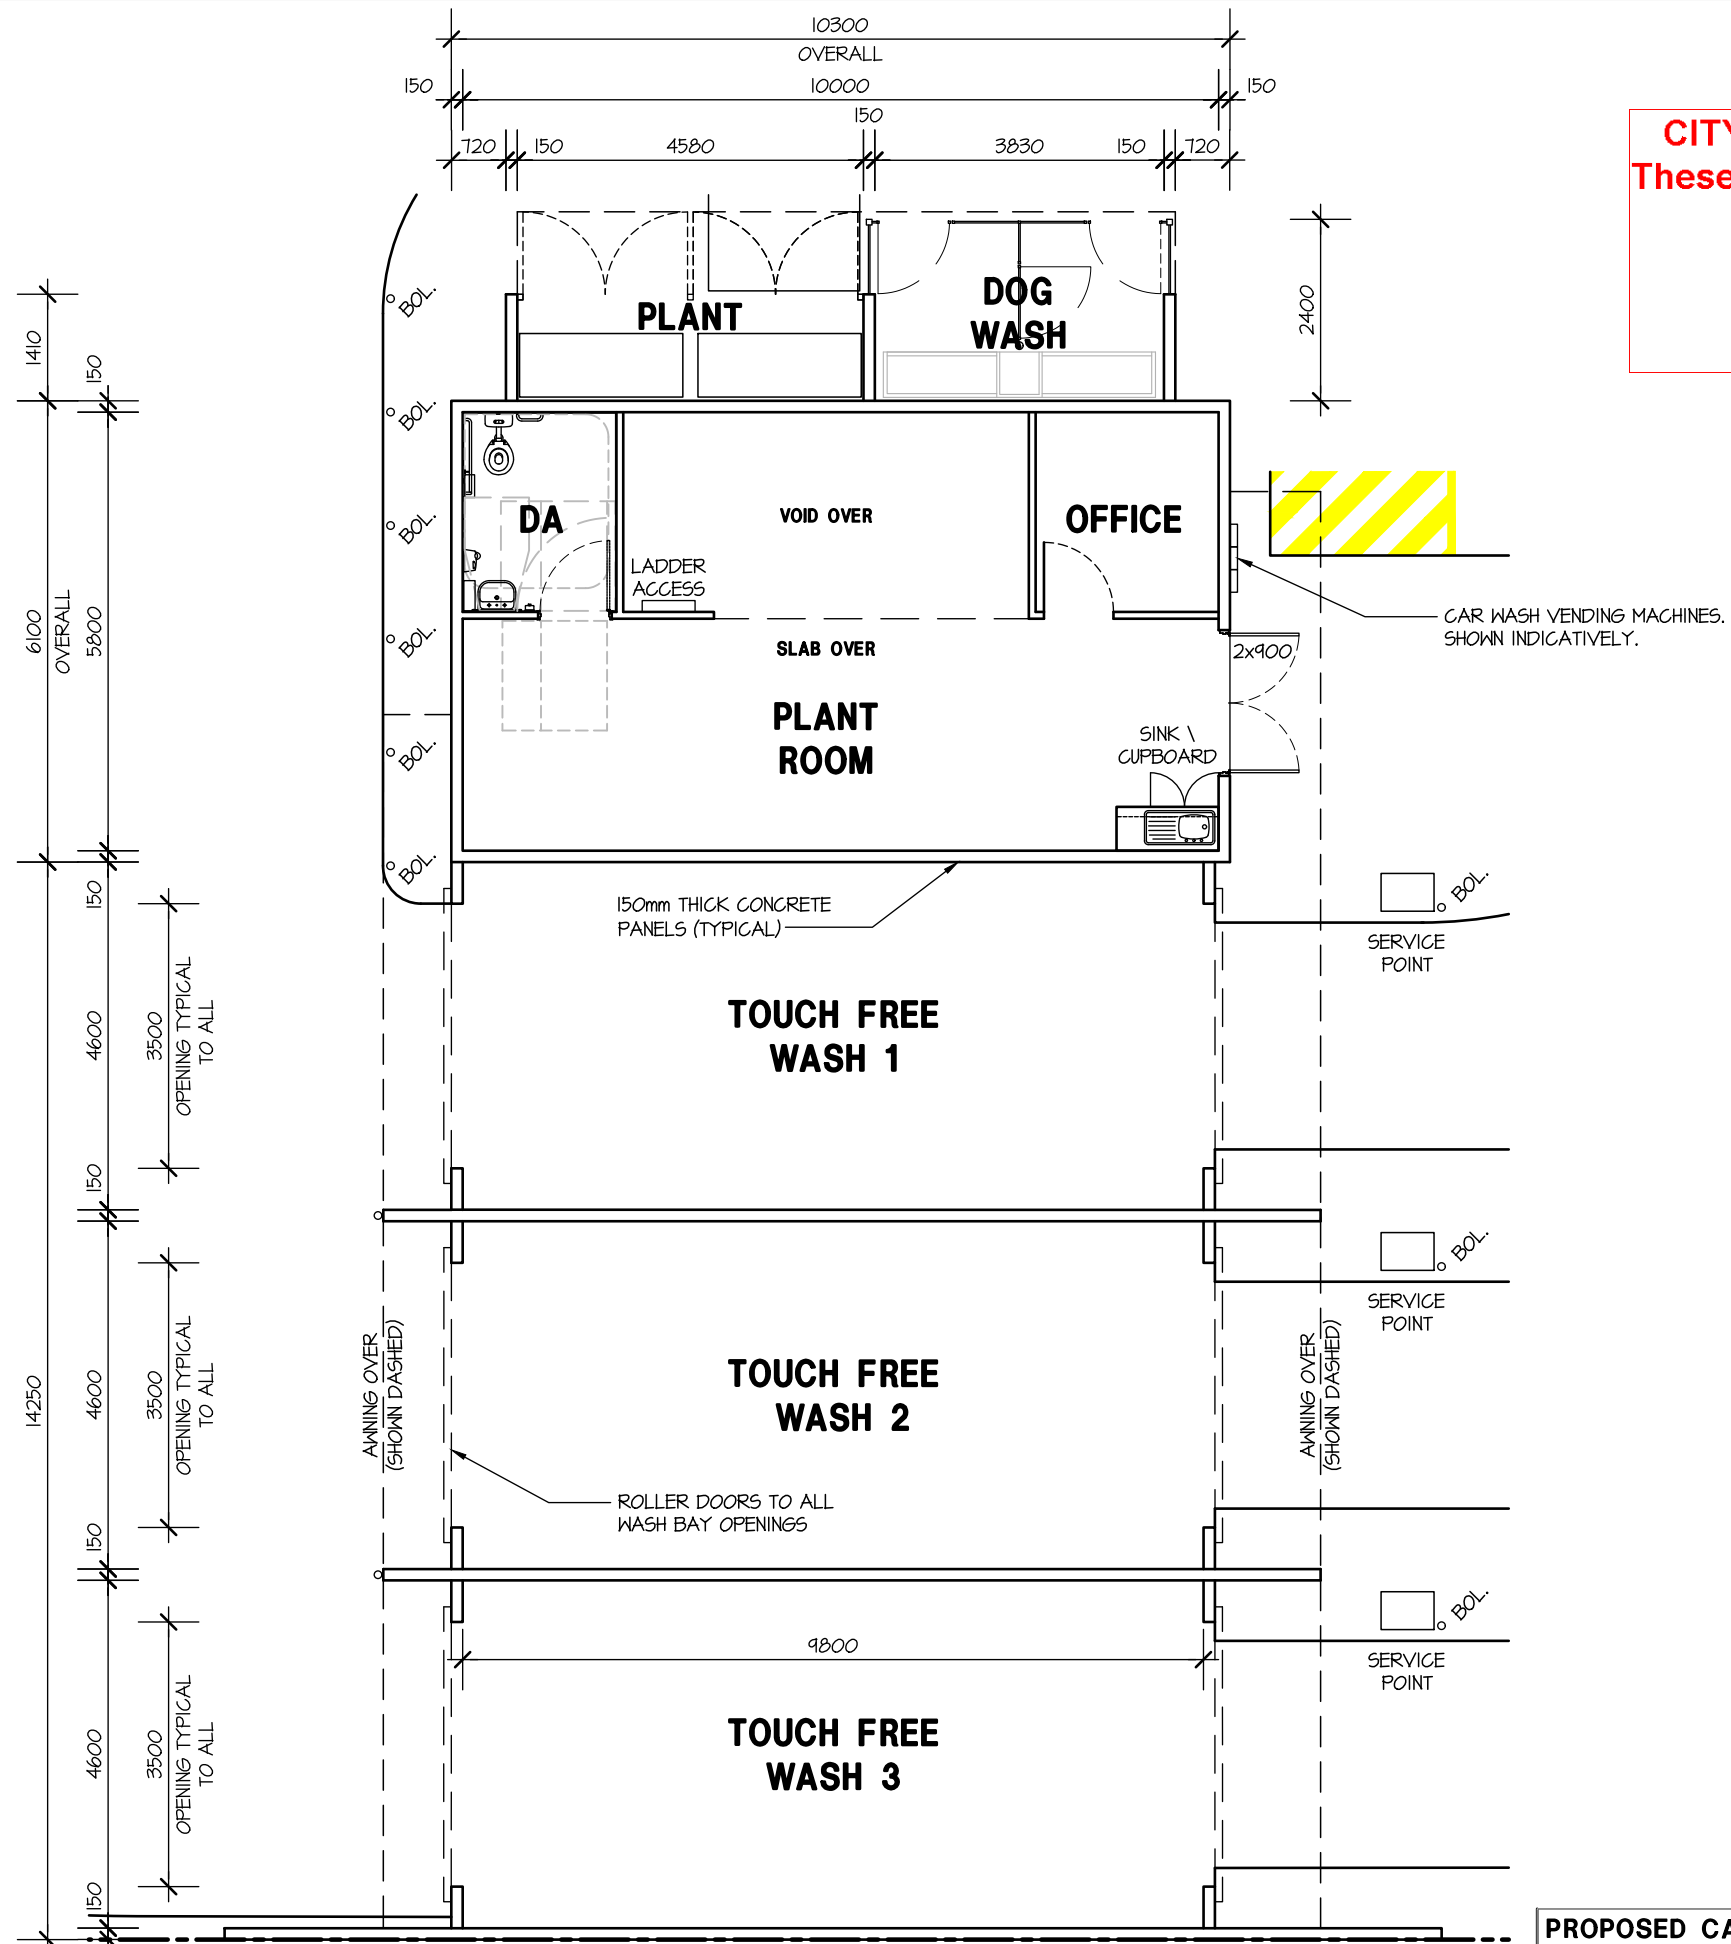 10300
OVERALL
150
10000
150
150
720
150
4580
3830
150
720
CITY
These
BOL.
PLANT
DOG
WASH
2400
1410
150
BOL.
DA
VOID OVER
OFFICE
BOL.
LADDER
ACCESS
6100
OVERALL
5800
BOL.
SLAB OVER
2x900
CAR WASH VENDING MACHINES.
SHOWN INDICATIVELY.
PLANT
ROOM
BOL.
SINK \
CUPBOARD
BOL.
150
150mm THICK CONCRETE
PANELS (TYPICAL)
BOL.
SERVICE
POINT
4600
3500
OPENING TYPICAL
TO ALL
TOUCH FREE
WASH 1
150
BOL.
SERVICE
POINT
14250
4600
3500
OPENING TYPICAL
TO ALL
AWNING OVER
(SHOWN DASHED)
TOUCH FREE
WASH 2
AWNING OVER
(SHOWN DASHED)
ROLLER DOORS TO ALL
WASH BAY OPENINGS
150
BOL.
SERVICE
POINT
9800
4600
3500
OPENING TYPICAL
TO ALL
TOUCH FREE
WASH 3
150
PROPOSED CA